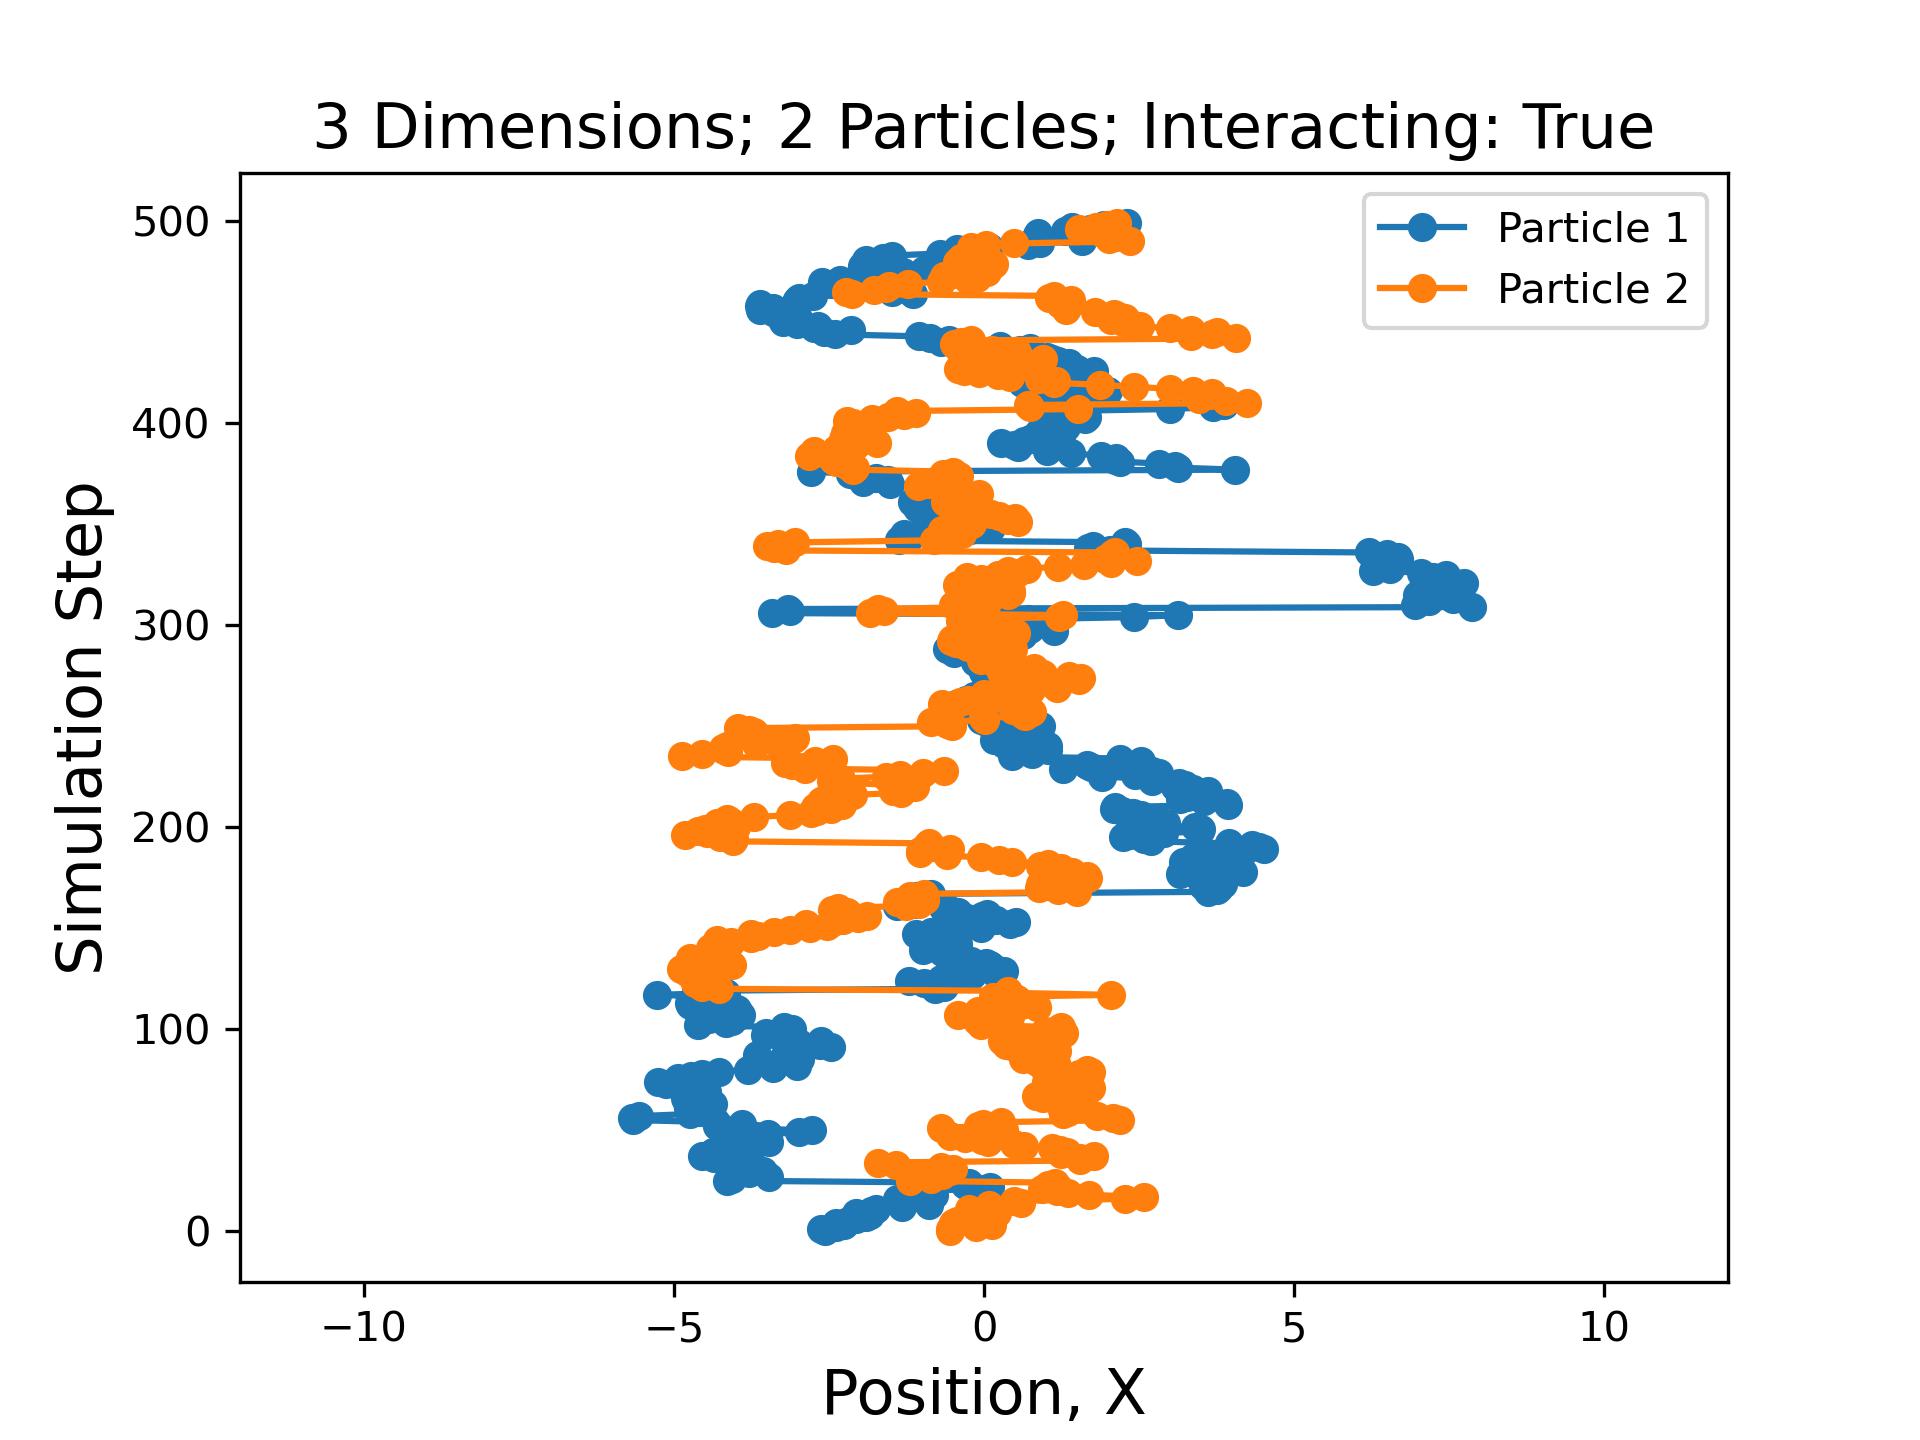 3 Dimensions; 2 Particles; Interacting: True
Particle 1
Particle 2
Simulation Step
500
400
300
200
100
0
−10
−5
0
5
10
Position, X